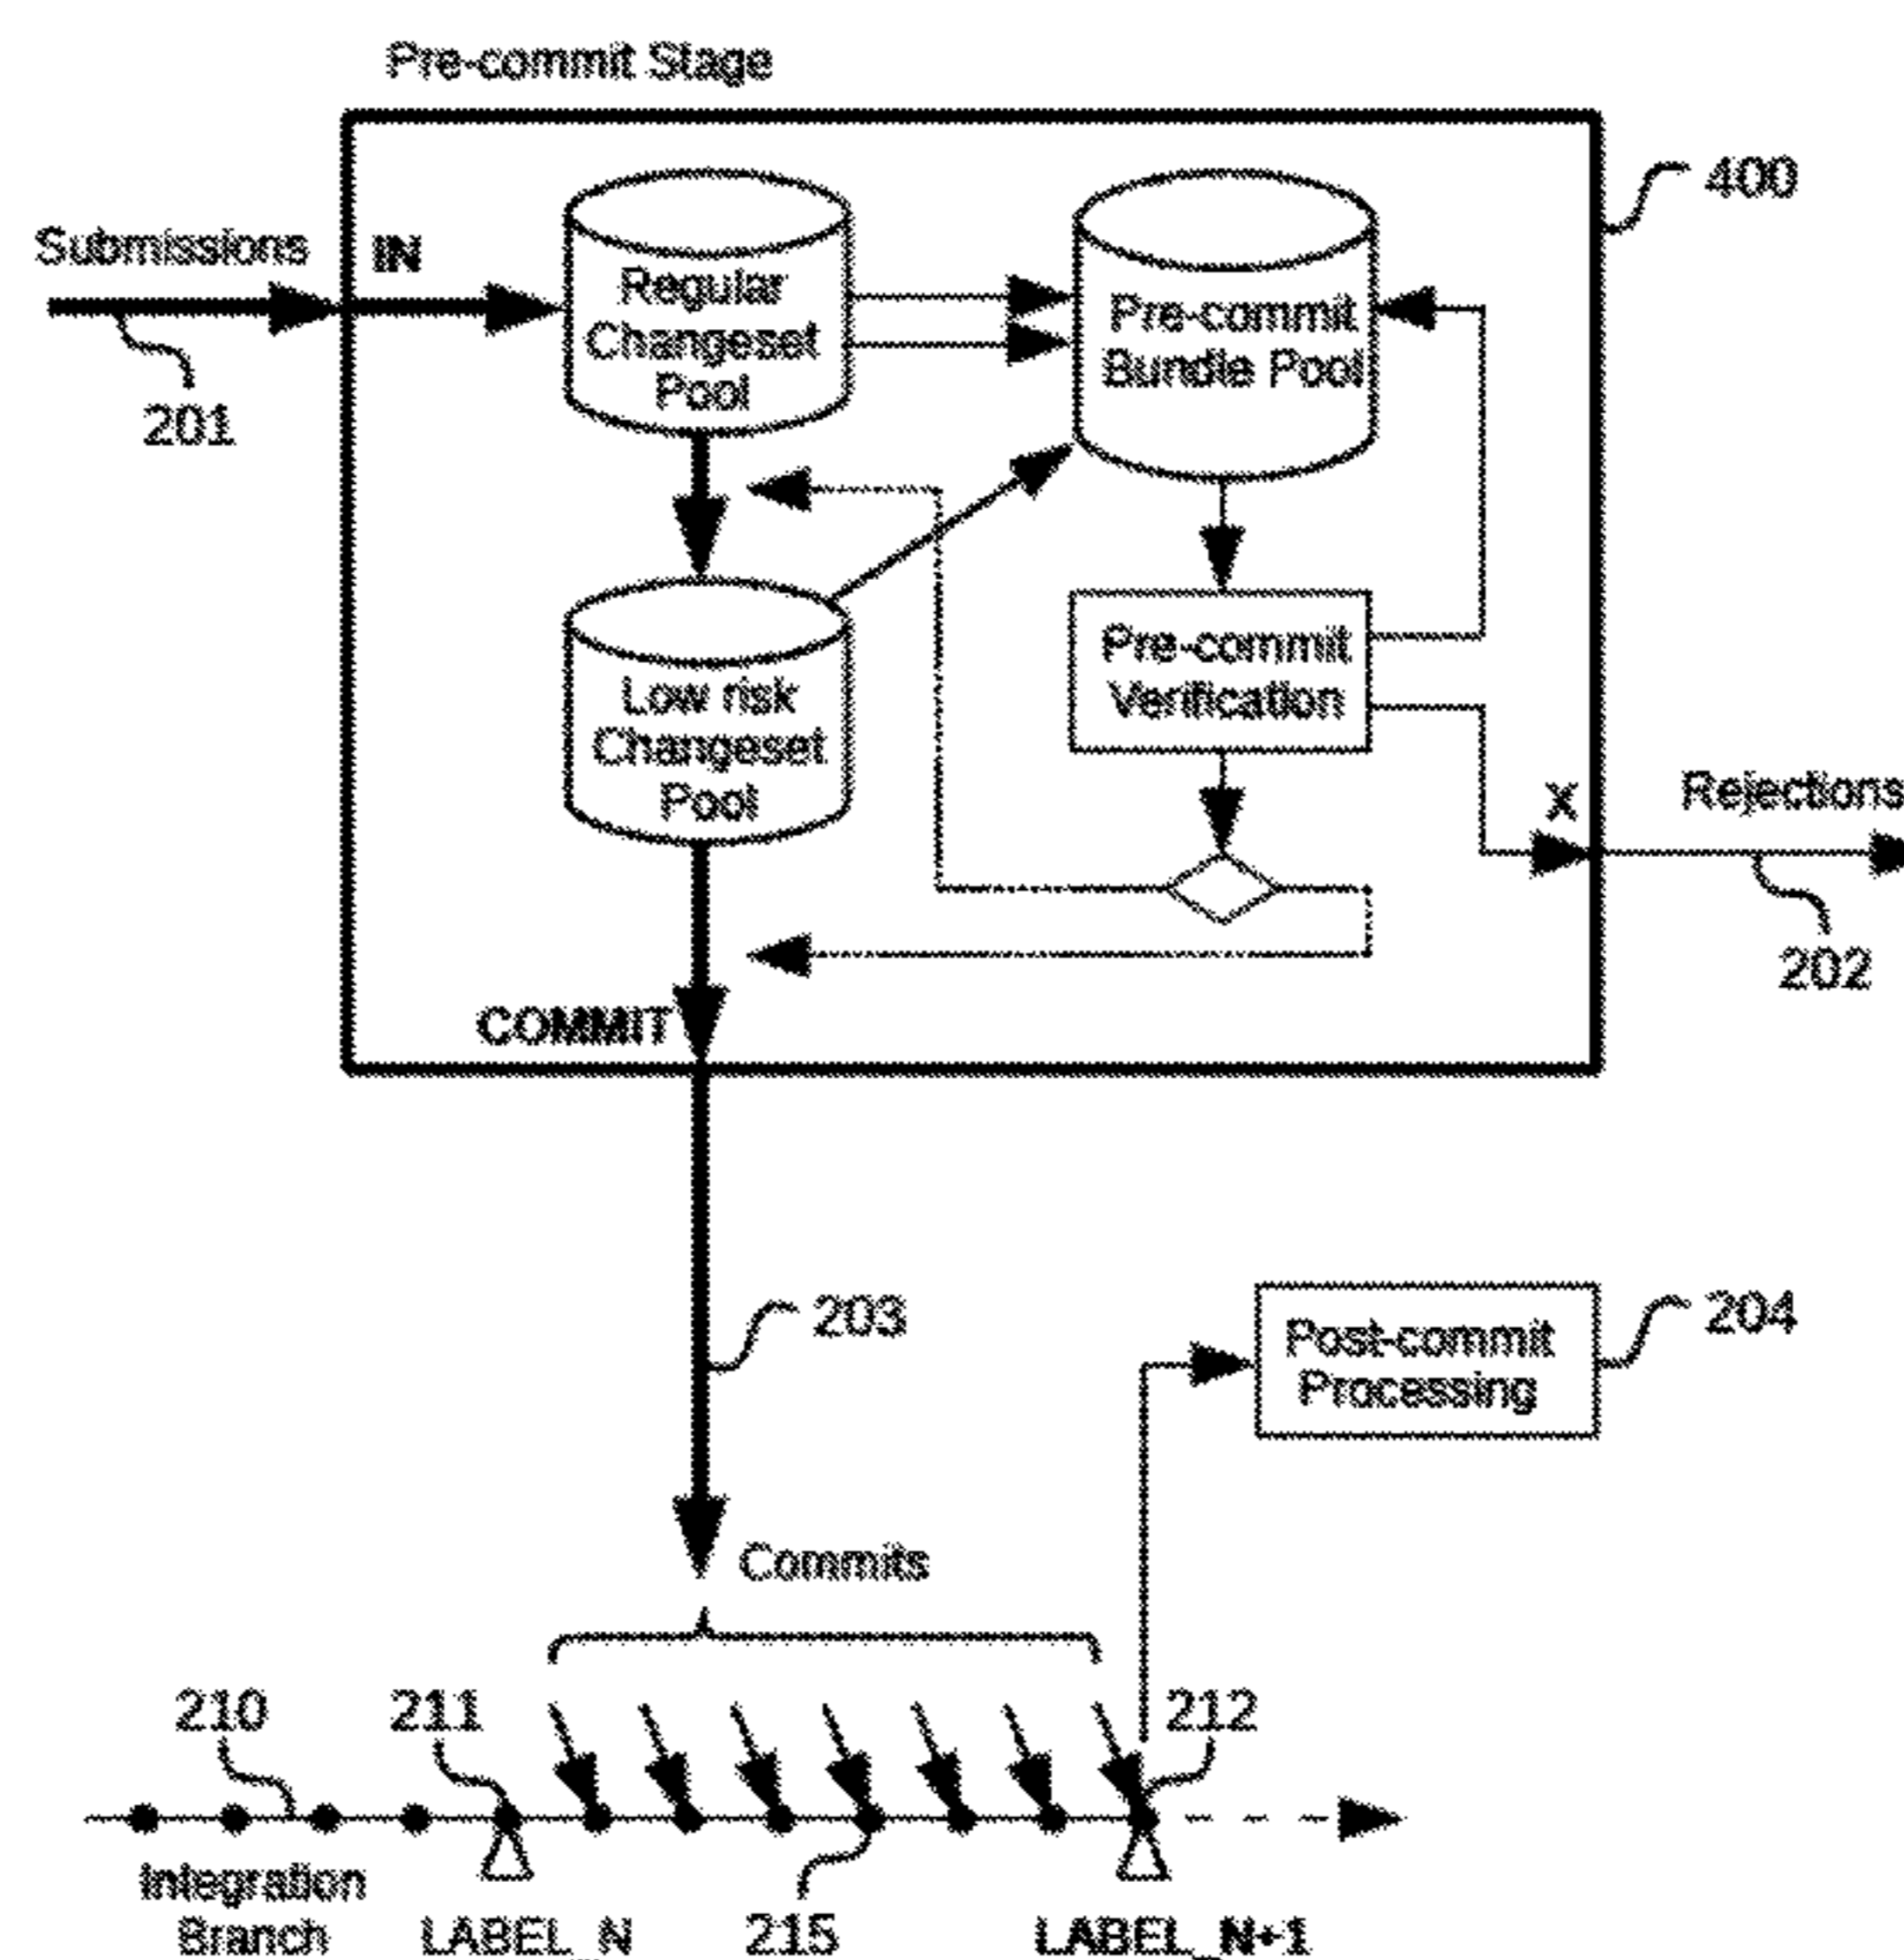 Pre-commit Stage
400
Submissions
IN
201
Regular
Changeset
Pool
Pre-commit
Bundle Pool
Low risk
Changeset
Pool
Pre-commit
Verification
X
Rejections
202
COMMIT
203
Post-commit
Processing
204
Commits
210
211
212
Integration
Branch
LABEL_N
215
LABEL_N+1